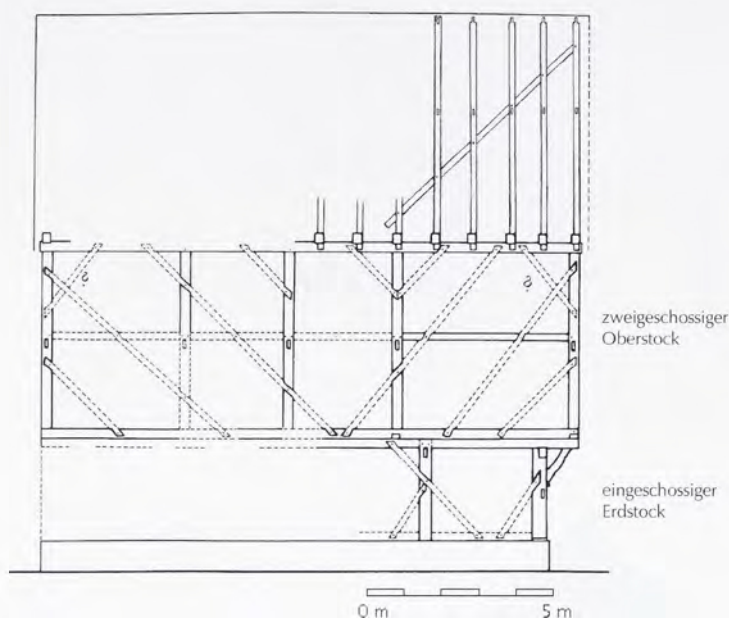 ?
?
zweigeschossiger
Oberstock
eingeschossiger
Erdstock
0 m 5 m